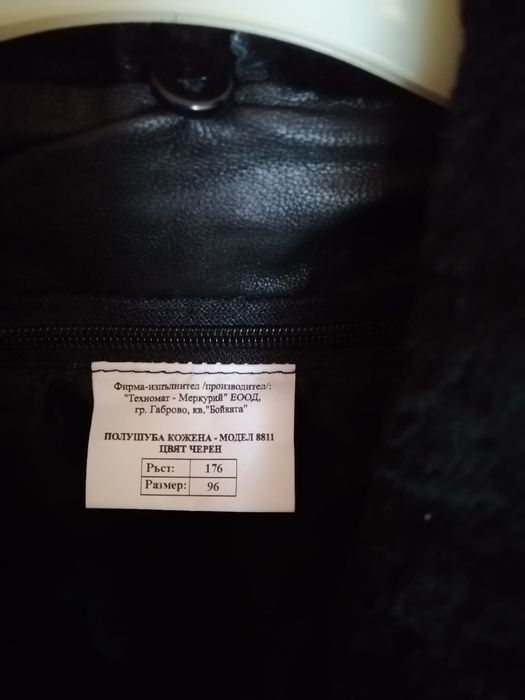 Фирма-изпълнител /производител/:
"Техномат - Меркурий" ЕООД,
гр. Габрово, кв."Бойката"
ПОЛУШУБА КОЖЕНА - МОДЕЛ 8811
ЦВЯТ ЧЕРЕН
Ръст: 176
Размер: 96